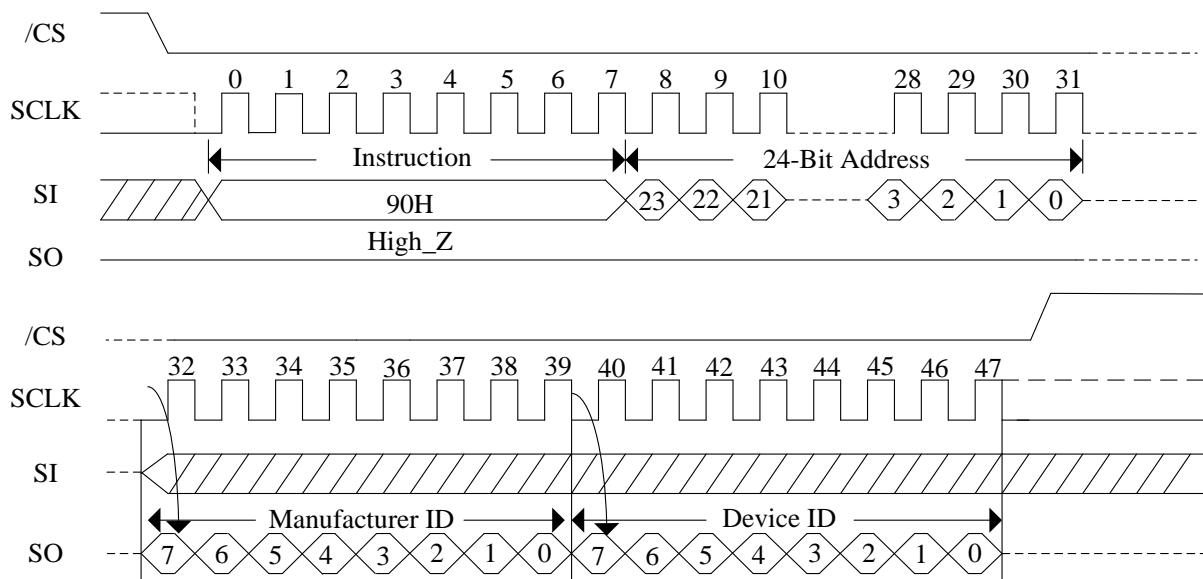 /CS
0 1 2 3 4 5 6 7 8 9 10 28 29 30 31
SCLK
Instruction 24-Bit Address
SI 90H 23 22 21 3 2 1 0
High_Z
SO
/CS
32 33 34 35 36 37 38 39 40 41 42 43 44 45 46 47
SCLK
SI
Manufacturer ID Device ID
SO 7 6 5 4 3 2 1 0 7 6 5 4 3 2 1 0